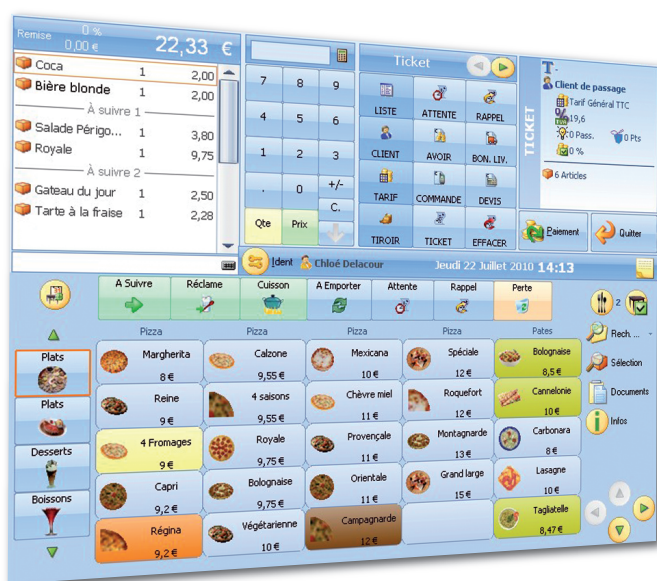 Remise 0 %
0,00 € 22,33 €
Coca 1 2,00
Bière blonde 1 2,00
À suivre 1
Salade Périgo... 1 3,80
Royale 1 9,75
À suivre 2
Gateau du jour 1 2,50
Tarte à la fraise 1 2,28
7 8 9
4 5 6
1 2 3
. 0 +/-
C.
Qte Prix
Ticket
LISTE ATTENTE RAPPEL
CLIENT AVOIR BON. LIV.
TARIF COMMANDE DEVIS
TIROIR TICKET EFFACER
TICKET
T-
Client de passage
Tarif Général TTC
19,6
0 Pass. 0 Pts
0 %
6 Articles
Paiement Quitter
Ident Chloé Delacour Jeudi 22 Juillet 2010 14:13
A Suivre Réclame Cuisson A Emporter Attente Rappel Perte
2
Rech. ...
Sélection
Documents
Infos
Plats
Plats
Desserts
Boissons
Pizza Pizza Pizza Pizza Pates
Margherita Calzone Mexicana Spéciale Bolognaise
8 € 9,55 € 10 € 12 € 8,5 €
Reine 4 saisons Chèvre miel Roquefort Cannelonie
9 € 9,55 € 11 € 12 € 10 €
4 Fromages Royale Provençale Montagnarde Carbonara
9 € 9,75 € 11 € 13 € 8 €
Capri Bolognaise Orientale Grand large Lasagne
9,2 € 9,75 € 11 € 15 € 10 €
Régina Végétarienne Campagnarde Tagliatelle
9,2 € 10 € 12 € 8,47 €